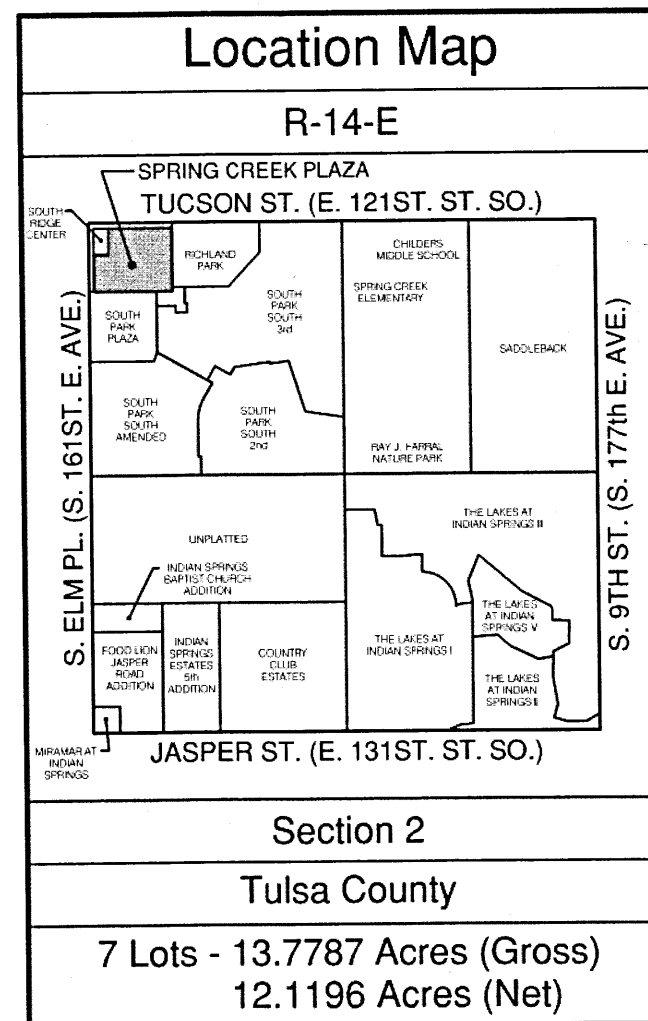 Location Map
R-14-E
SPRING CREEK PLAZA
TUCSON ST. (E. 121ST. ST. SO.)
SOUTH
RIDGE
CENTER
RICHLAND
PARK
CHILDERS
MIDDLE SCHOOL
SPRING CREEK
ELEMENTARY
SOUTH
PARK
SOUTH
3rd
SOUTH
PARK
PLAZA
SADDLEBACK
S. ELM PL. (S. 161ST. E. AVE.)
S. 9TH ST. (S. 177th E. AVE.)
SOUTH
PARK
SOUTH
AMENDED
SOUTH
PARK
SOUTH
2nd
RAY J. HARRAL
NATURE PARK
THE LAKES AT
INDIAN SPRINGS III
UNPLATTED
INDIAN SPRINGS
BAPTIST CHURCH
ADDITION
THE LAKES
AT INDIAN
SPRINGS V
FOOD LION
JASPER
ROAD
ADDITION
INDIAN
SPRINGS
ESTATES
5th
ADDITION
COUNTRY
CLUB
ESTATES
THE LAKES AT
INDIAN SPRINGS I
THE LAKES
AT INDIAN
SPRINGS II
MIRAMAR AT
INDIAN
SPRINGS
JASPER ST. (E. 131ST. ST. SO.)
Section 2
Tulsa County
7 Lots - 13.7787 Acres (Gross)
12.1196 Acres (Net)